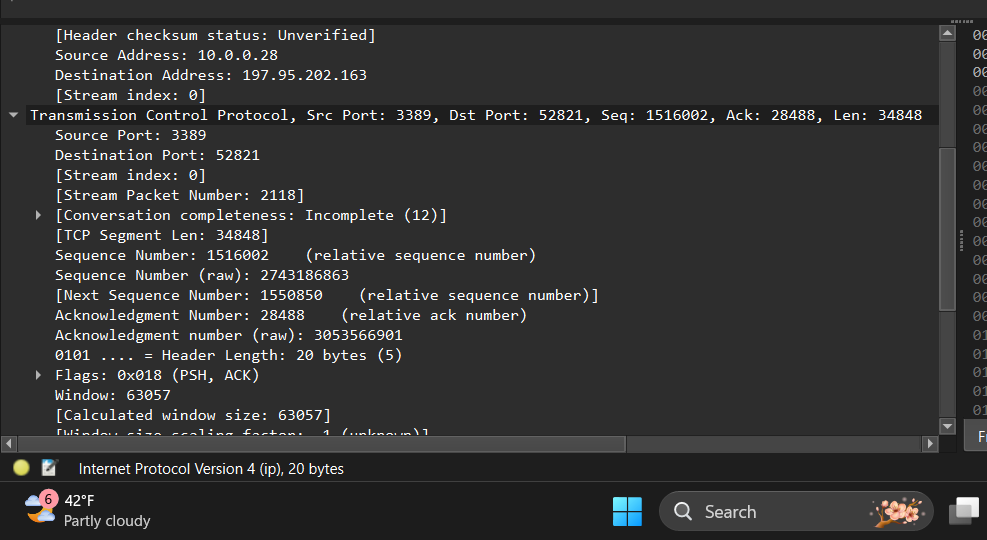 [Header checksum status: Unverified]
Source Address: 10.0.0.28
Destination Address: 197.95.202.163
[Stream index: 0]
Transmission Control Protocol, Src Port: 3389, Dst Port: 52821, Seq: 1516002, Ack: 28488, Len: 34848
Source Port: 3389
Destination Port: 52821
[Stream index: 0]
[Stream Packet Number: 2118]
[Conversation completeness: Incomplete (12)]
[TCP Segment Len: 34848]
Sequence Number: 1516002    (relative sequence number)
Sequence Number (raw): 2743186863
[Next Sequence Number: 1550850    (relative sequence number)]
Acknowledgment Number: 28488    (relative ack number)
Acknowledgment number (raw): 3053566901
0101 .... = Header Length: 20 bytes (5)
Flags: 0x018 (PSH, ACK)
Window: 63057
[Calculated window size: 63057]
[Window size scaling factor: -1 (unknown)]
Internet Protocol Version 4 (ip), 20 bytes
6
42°F
Partly cloudy
Search